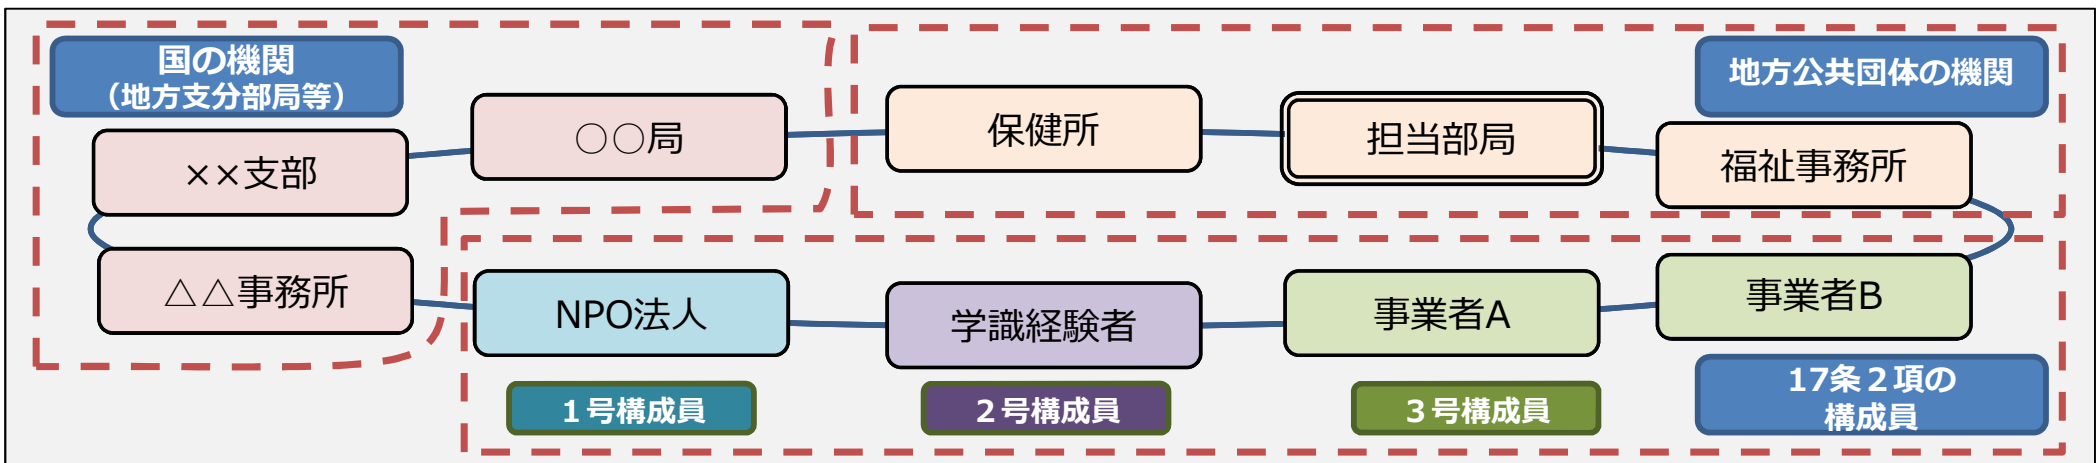 国の機関
（地方支分部局等）
地方公共団体の機関
××支部
○○局
保健所
担当部局
福祉事務所
△△事務所
NPO法人
学識経験者
事業者A
事業者B
１号構成員
２号構成員
３号構成員
17条２項の
構成員